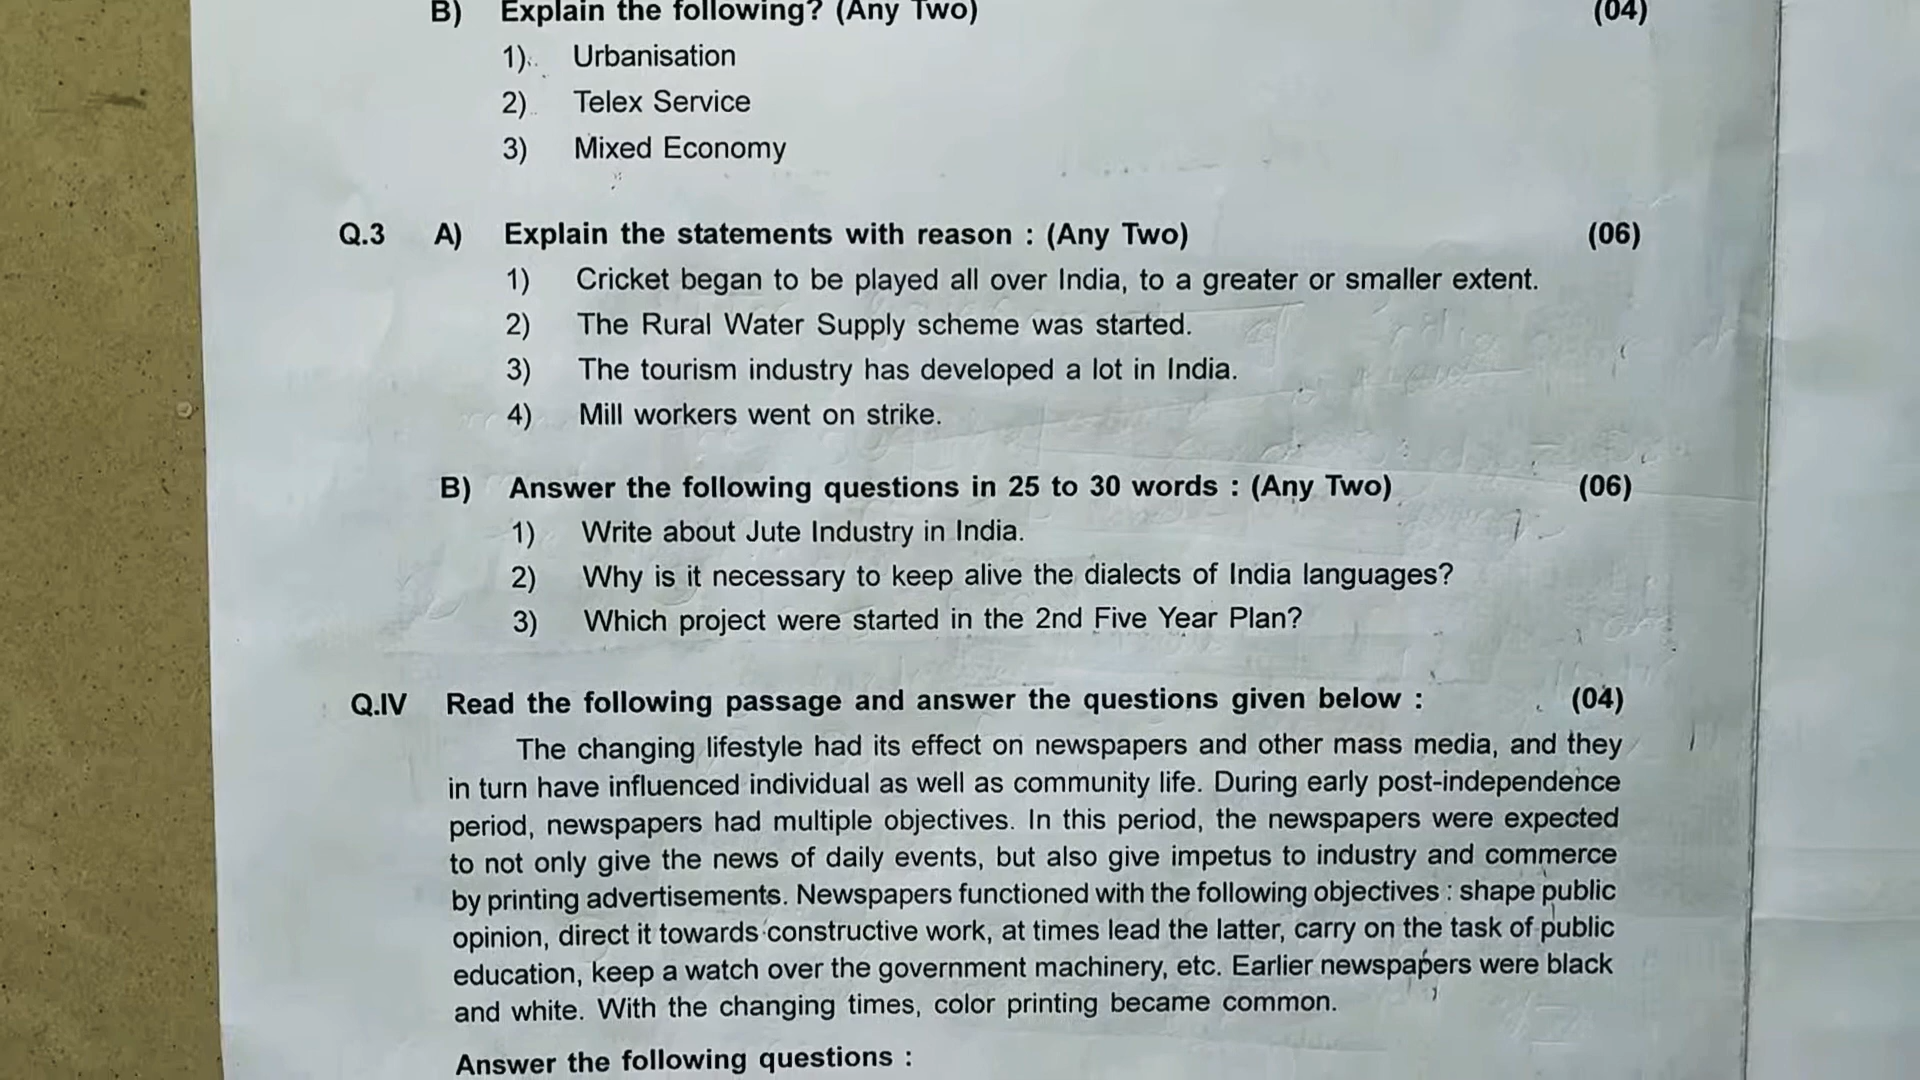 B) Explain the following? (Any Two) (04)
1) Urbanisation
2) Telex Service
3) Mixed Economy
Q.3 A) Explain the statements with reason : (Any Two) (06)
1) Cricket began to be played all over India, to a greater or smaller extent.
2) The Rural Water Supply scheme was started.
3) The tourism industry has developed a lot in India.
4) Mill workers went on strike.
B) Answer the following questions in 25 to 30 words : (Any Two) (06)
1) Write about Jute Industry in India.
2) Why is it necessary to keep alive the dialects of India languages?
3) Which project were started in the 2nd Five Year Plan?
Q.IV Read the following passage and answer the questions given below : (04)
The changing lifestyle had its effect on newspapers and other mass media, and they
in turn have influenced individual as well as community life. During early post-independence
period, newspapers had multiple objectives. In this period, the newspapers were expected
to not only give the news of daily events, but also give impetus to industry and commerce
by printing advertisements. Newspapers functioned with the following objectives : shape public
opinion, direct it towards constructive work, at times lead the latter, carry on the task of public
education, keep a watch over the government machinery, etc. Earlier newspapers were black
and white. With the changing times, color printing became common.
Answer the following questions :